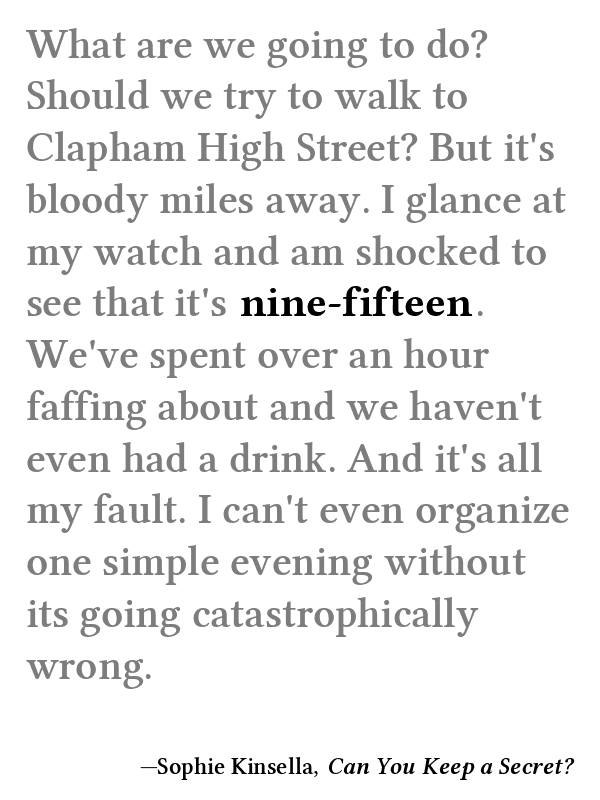 What are we going to do?
Should we try to walk to
Clapham High Street? But it's
bloody miles away. I glance at
my watch and am shocked to
see that it's nine-fifteen.
We've spent over an hour
faffing about and we haven't
even had a drink. And it's all
my fault. I can't even organize
one simple evening without
its going catastrophically
wrong.
—Sophie Kinsella, Can You Keep a Secret?